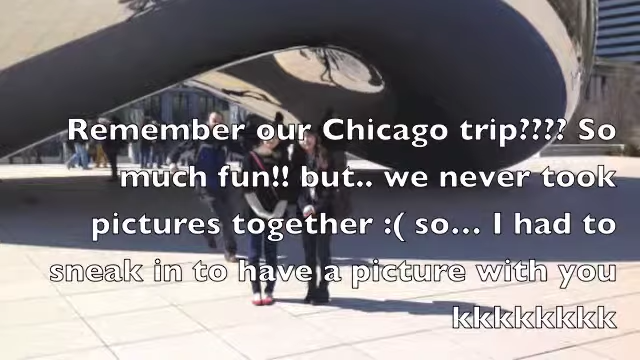 Remember our Chicago trip???? So
much fun!! but.. we never took
pictures together :( so... I had to
sneak in to have a picture with you
kkkkkkkk